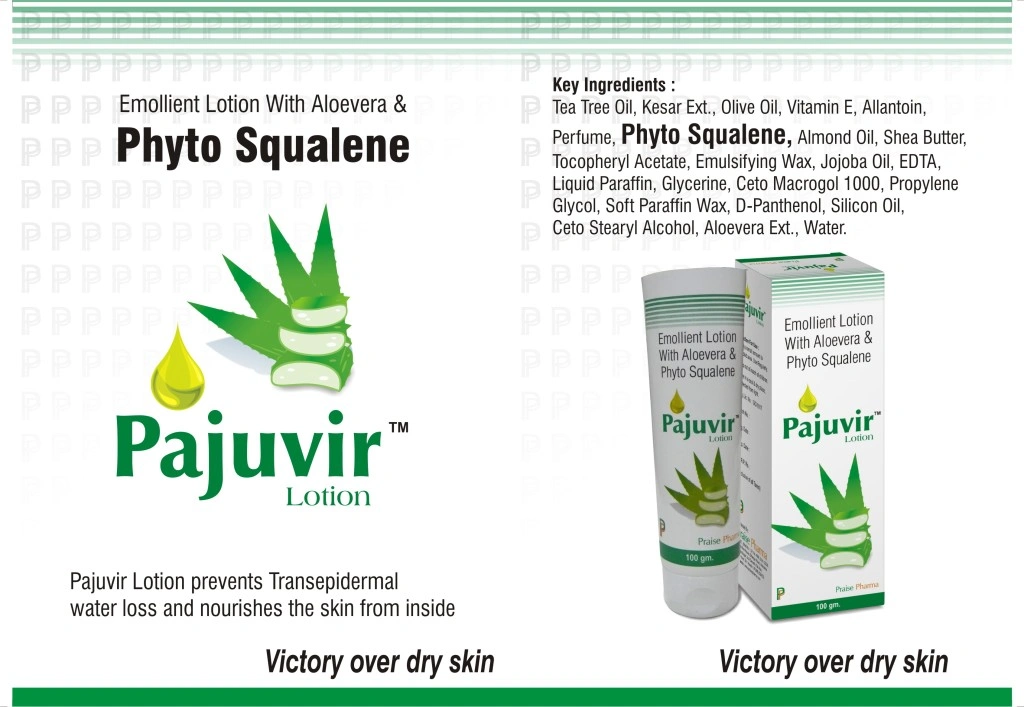 Emollient Lotion With Aloevera &
Phyto Squalene
Pajuvir™
Lotion
Pajuvir Lotion prevents Transepidermal
water loss and nourishes the skin from inside
Victory over dry skin
Key Ingredients :
Tea Tree Oil, Kesar Ext., Olive Oil, Vitamin E, Allantoin,
Perfume, Phyto Squalene, Almond Oil, Shea Butter,
Tocopheryl Acetate, Emulsifying Wax, Jojoba Oil, EDTA,
Liquid Paraffin, Glycerine, Ceto Macrogol 1000, Propylene
Glycol, Soft Paraffin Wax, D-Panthenol, Silicon Oil,
Ceto Stearyl Alcohol, Aloevera Ext., Water.
Emollient Lotion
With Aloevera &
Phyto Squalene
Pajuvir™
Lotion
Praise Pharma
100 gm.
Pajuvir
Pajuvir
Lotion
Emollient Lotion
With Aloevera &
Phyto Squalene
Pajuvir™
Lotion
Praise Pharma
100 gm.
Victory over dry skin